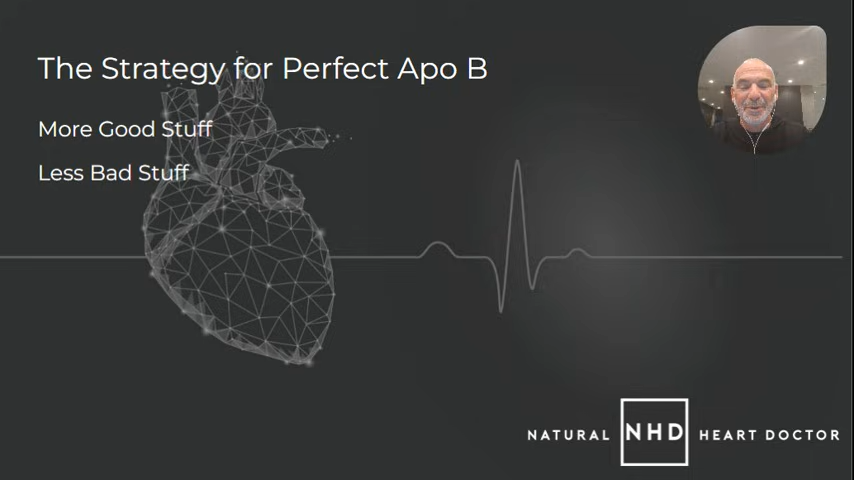 The Strategy for Perfect Apo B
More Good Stuff
Less Bad Stuff
NATURAL NHD HEART DOCTOR